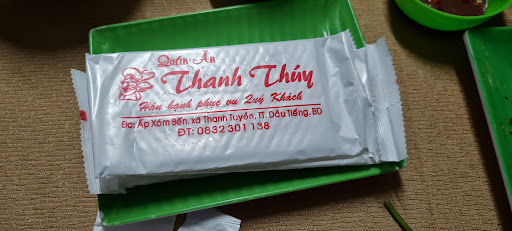 Quán Ăn
Thanh Thúy
Hân hạnh phục vụ Quý Khách
Đc: Ấp Xóm Bến, xã Thanh Tuyền, TT. Dầu Tiếng, BD
ĐT: 0832 301 138